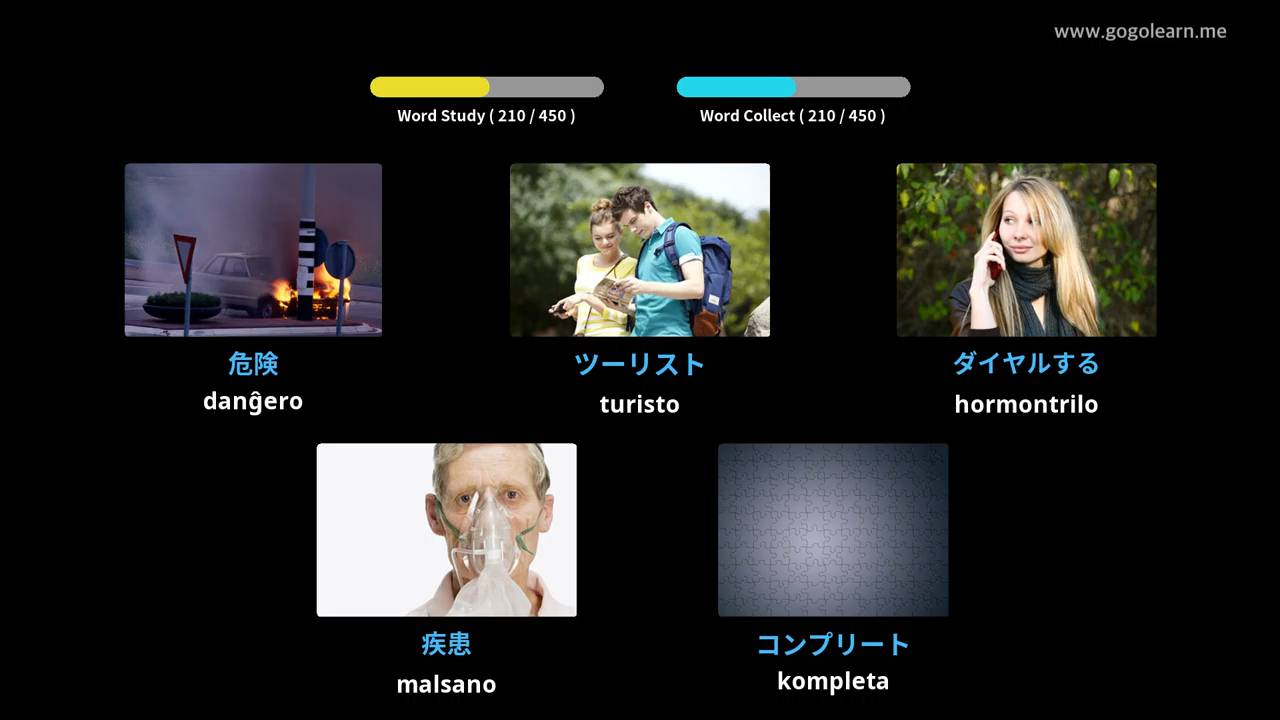 www.gogolearn.me
Word Study ( 210 / 450 )
Word Collect ( 210 / 450 )
危険
danĝero
ツーリスト
turisto
ダイヤルする
hormontrilo
疾患
malsano
コンプリート
kompleta